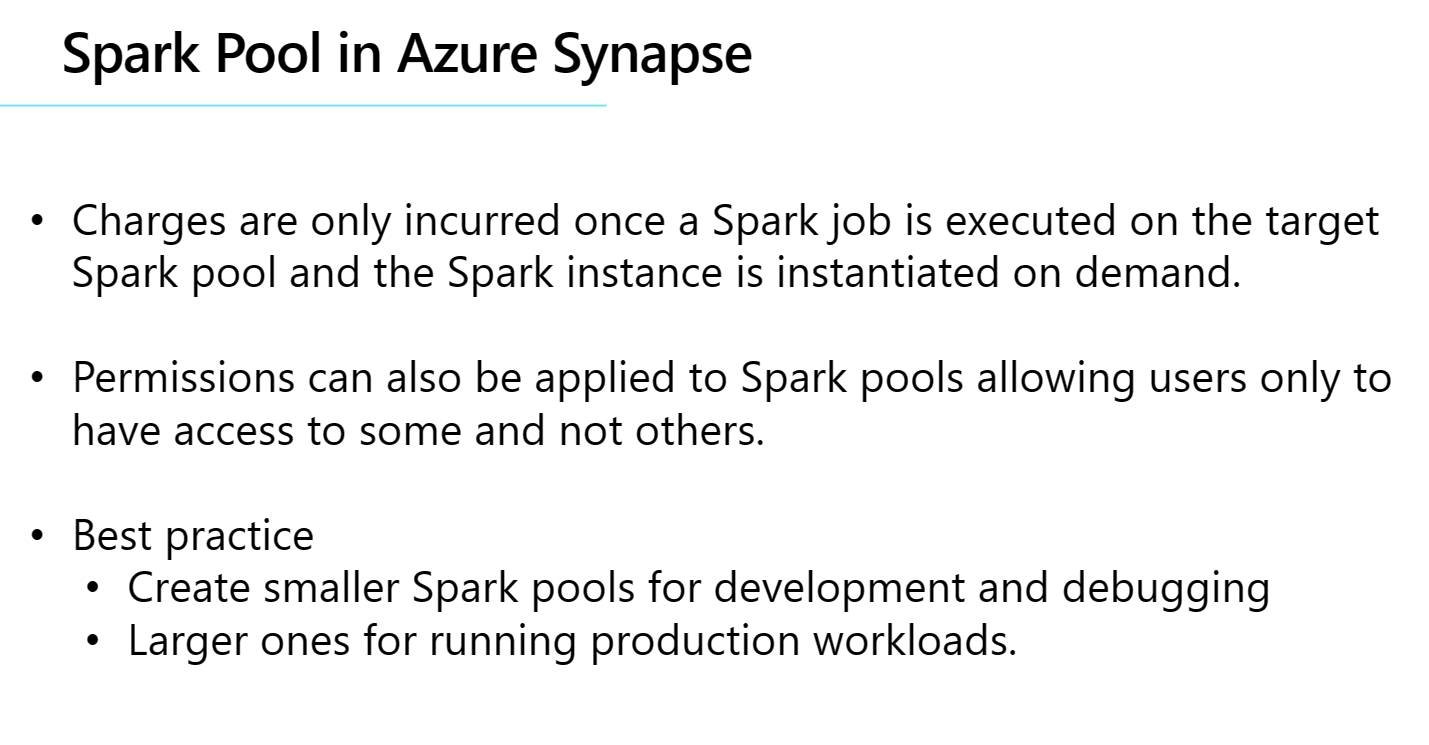 Spark Pool in Azure Synapse
• Charges are only incurred once a Spark job is executed on the target
Spark pool and the Spark instance is instantiated on demand.
• Permissions can also be applied to Spark pools allowing users only to
have access to some and not others.
• Best practice
• Create smaller Spark pools for development and debugging
• Larger ones for running production workloads.